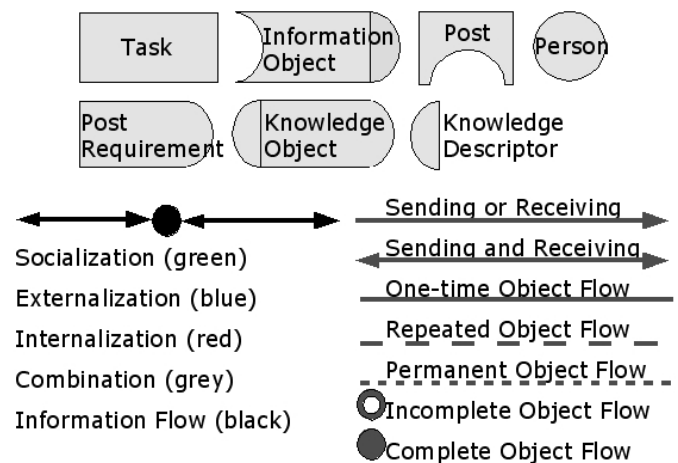 Task
Information
Object
Post
Person
Post
Requirement
Knowledge
Object
Knowledge
Descriptor
Socialization (green)
Externalization (blue)
Internalization (red)
Combination (grey)
Information Flow (black)
Sending or Receiving
Sending and Receiving
One-time Object Flow
Repeated Object Flow
Permanent Object Flow
Incomplete Object Flow
Complete Object Flow